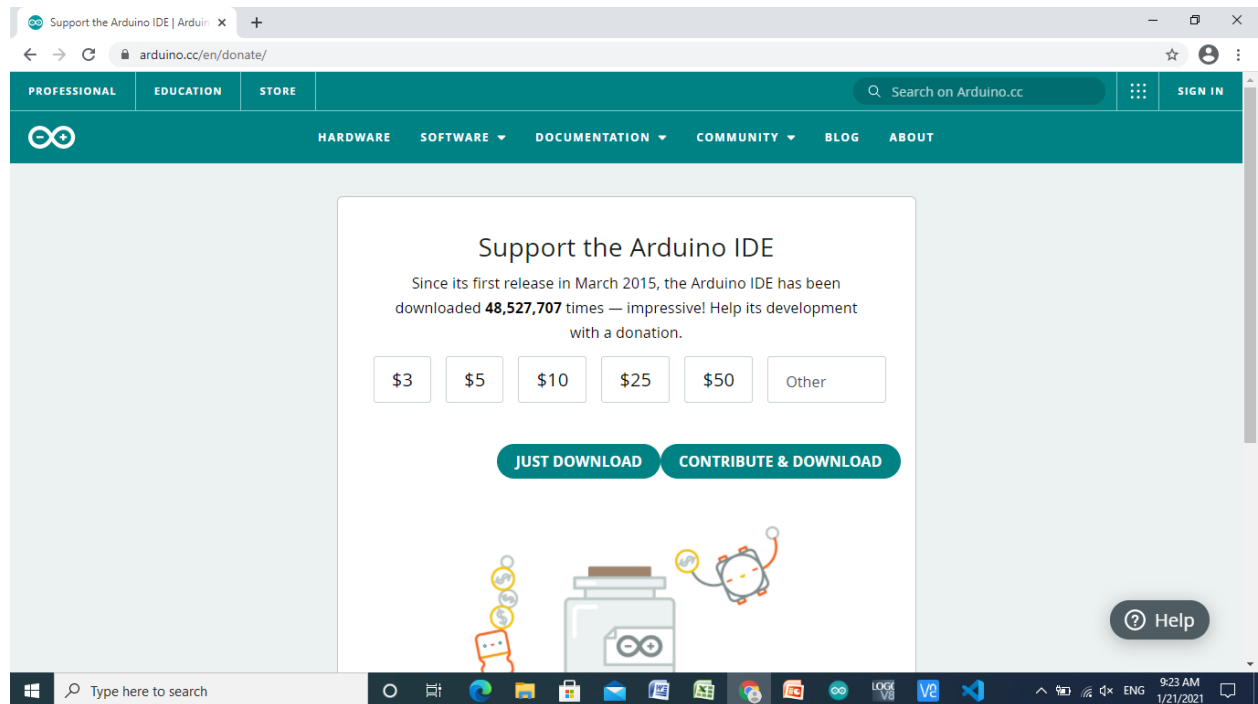 Support the Arduino IDE | Arduin
arduino.cc/en/donate/
PROFESSIONAL EDUCATION STORE Search on Arduino.cc SIGN IN
HARDWARE SOFTWARE DOCUMENTATION COMMUNITY BLOG ABOUT
Support the Arduino IDE
Since its first release in March 2015, the Arduino IDE has been
downloaded 48,527,707 times — impressive! Help its development
with a donation.
$3 $5 $10 $25 $50 Other
JUST DOWNLOAD CONTRIBUTE & DOWNLOAD
? Help
Type here to search ENG 9:23 AM
1/21/2021